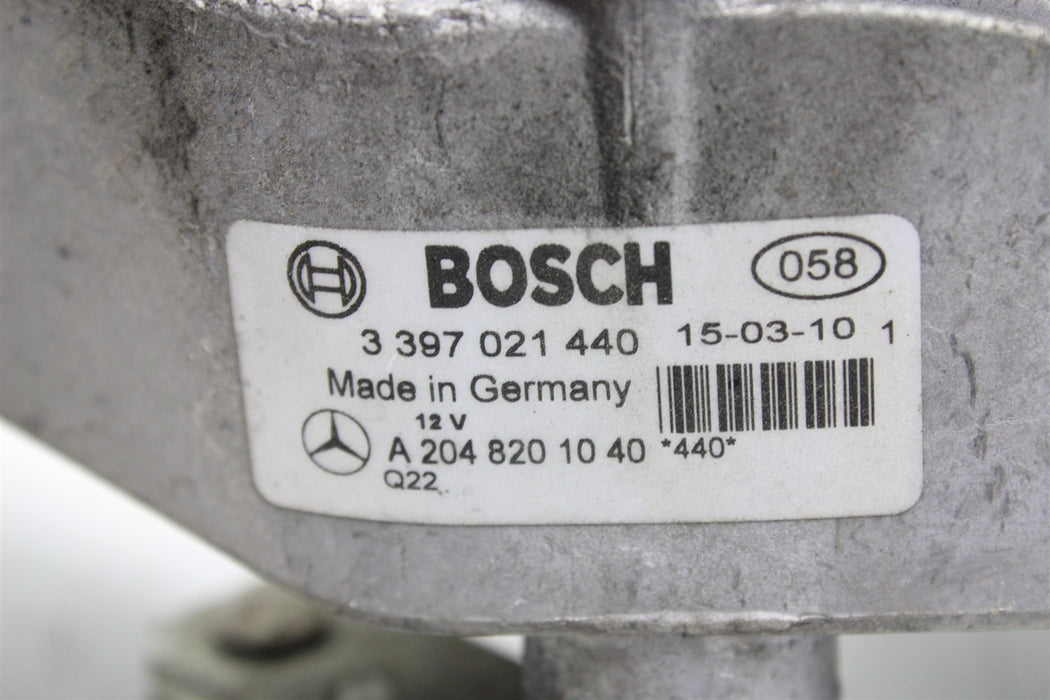 BOSCH 058
3 397 021 440 15-03-10 1
Made in Germany
12 V
A 204 820 10 40 *440*
Q22